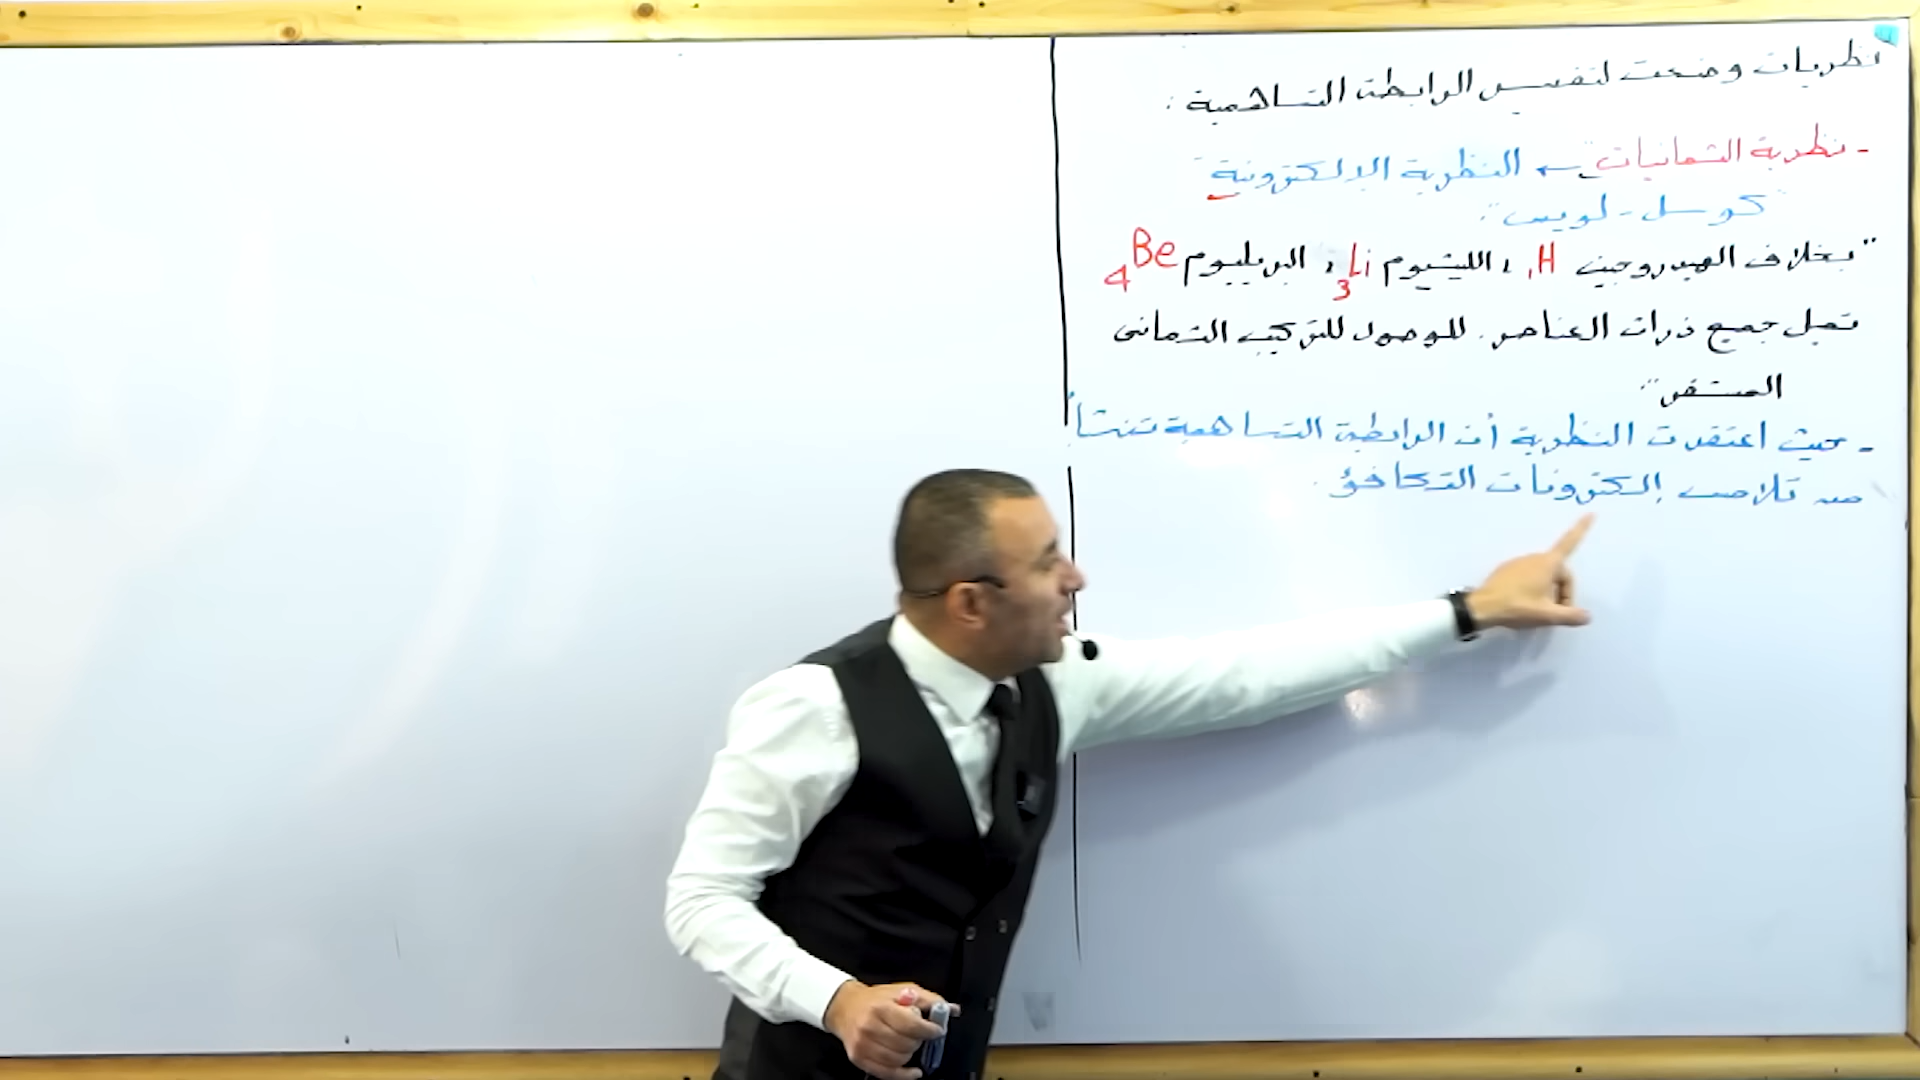 نظريات وضعت لتفسير الرابطة التساهمية :
- نظرية الثمانيات ← "النظرية الإلكترونية"
"كوسل - لويس":
"بخلاف الهيدروجين ₁H ، الليثيوم ₃Li ، البريليوم ₄Be
تميل جميع ذرات العناصر للوصول للتركيب الثمانى
المستقر"
- حيث اعتقدت النظرية أن الرابطة التساهمية تنشأ
من تلامس إلكترونات التكافؤ.